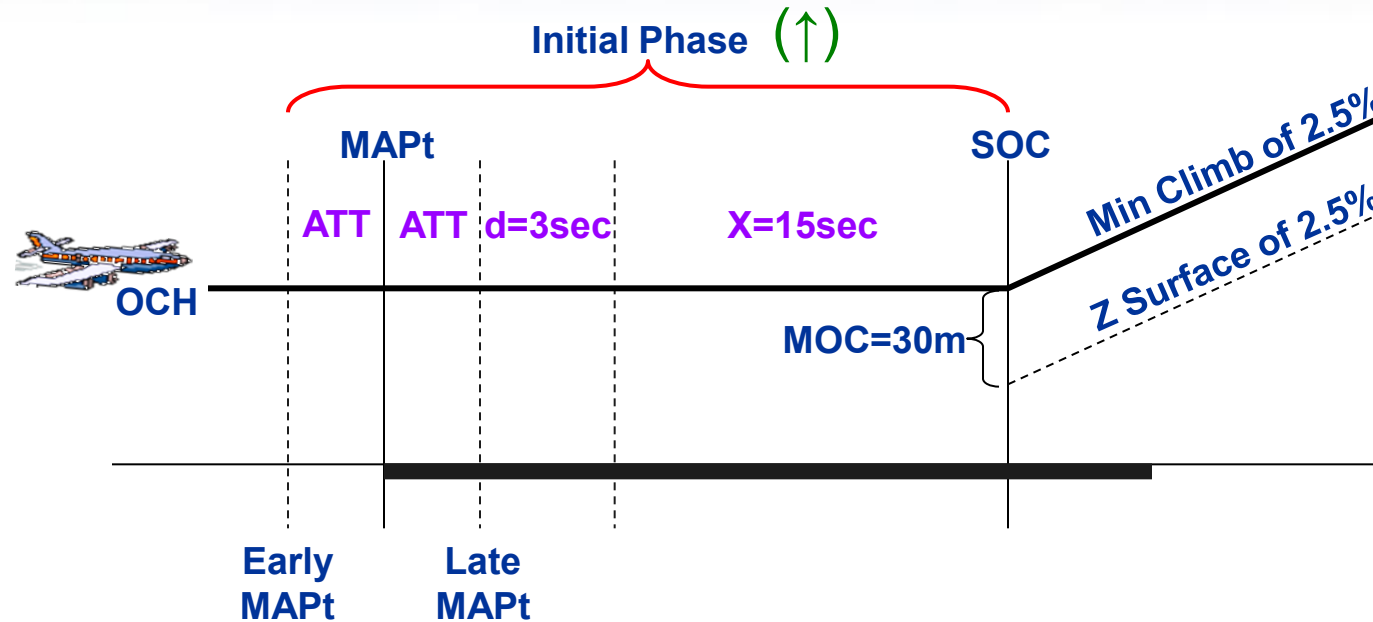 Initial Phase (↑)
MAPt
SOC
ATT
ATT
d=3sec
X=15sec
Min Climb of 2.5%
Z Surface of 2.5%
OCH
MOC=30m
Early
MAPt
Late
MAPt